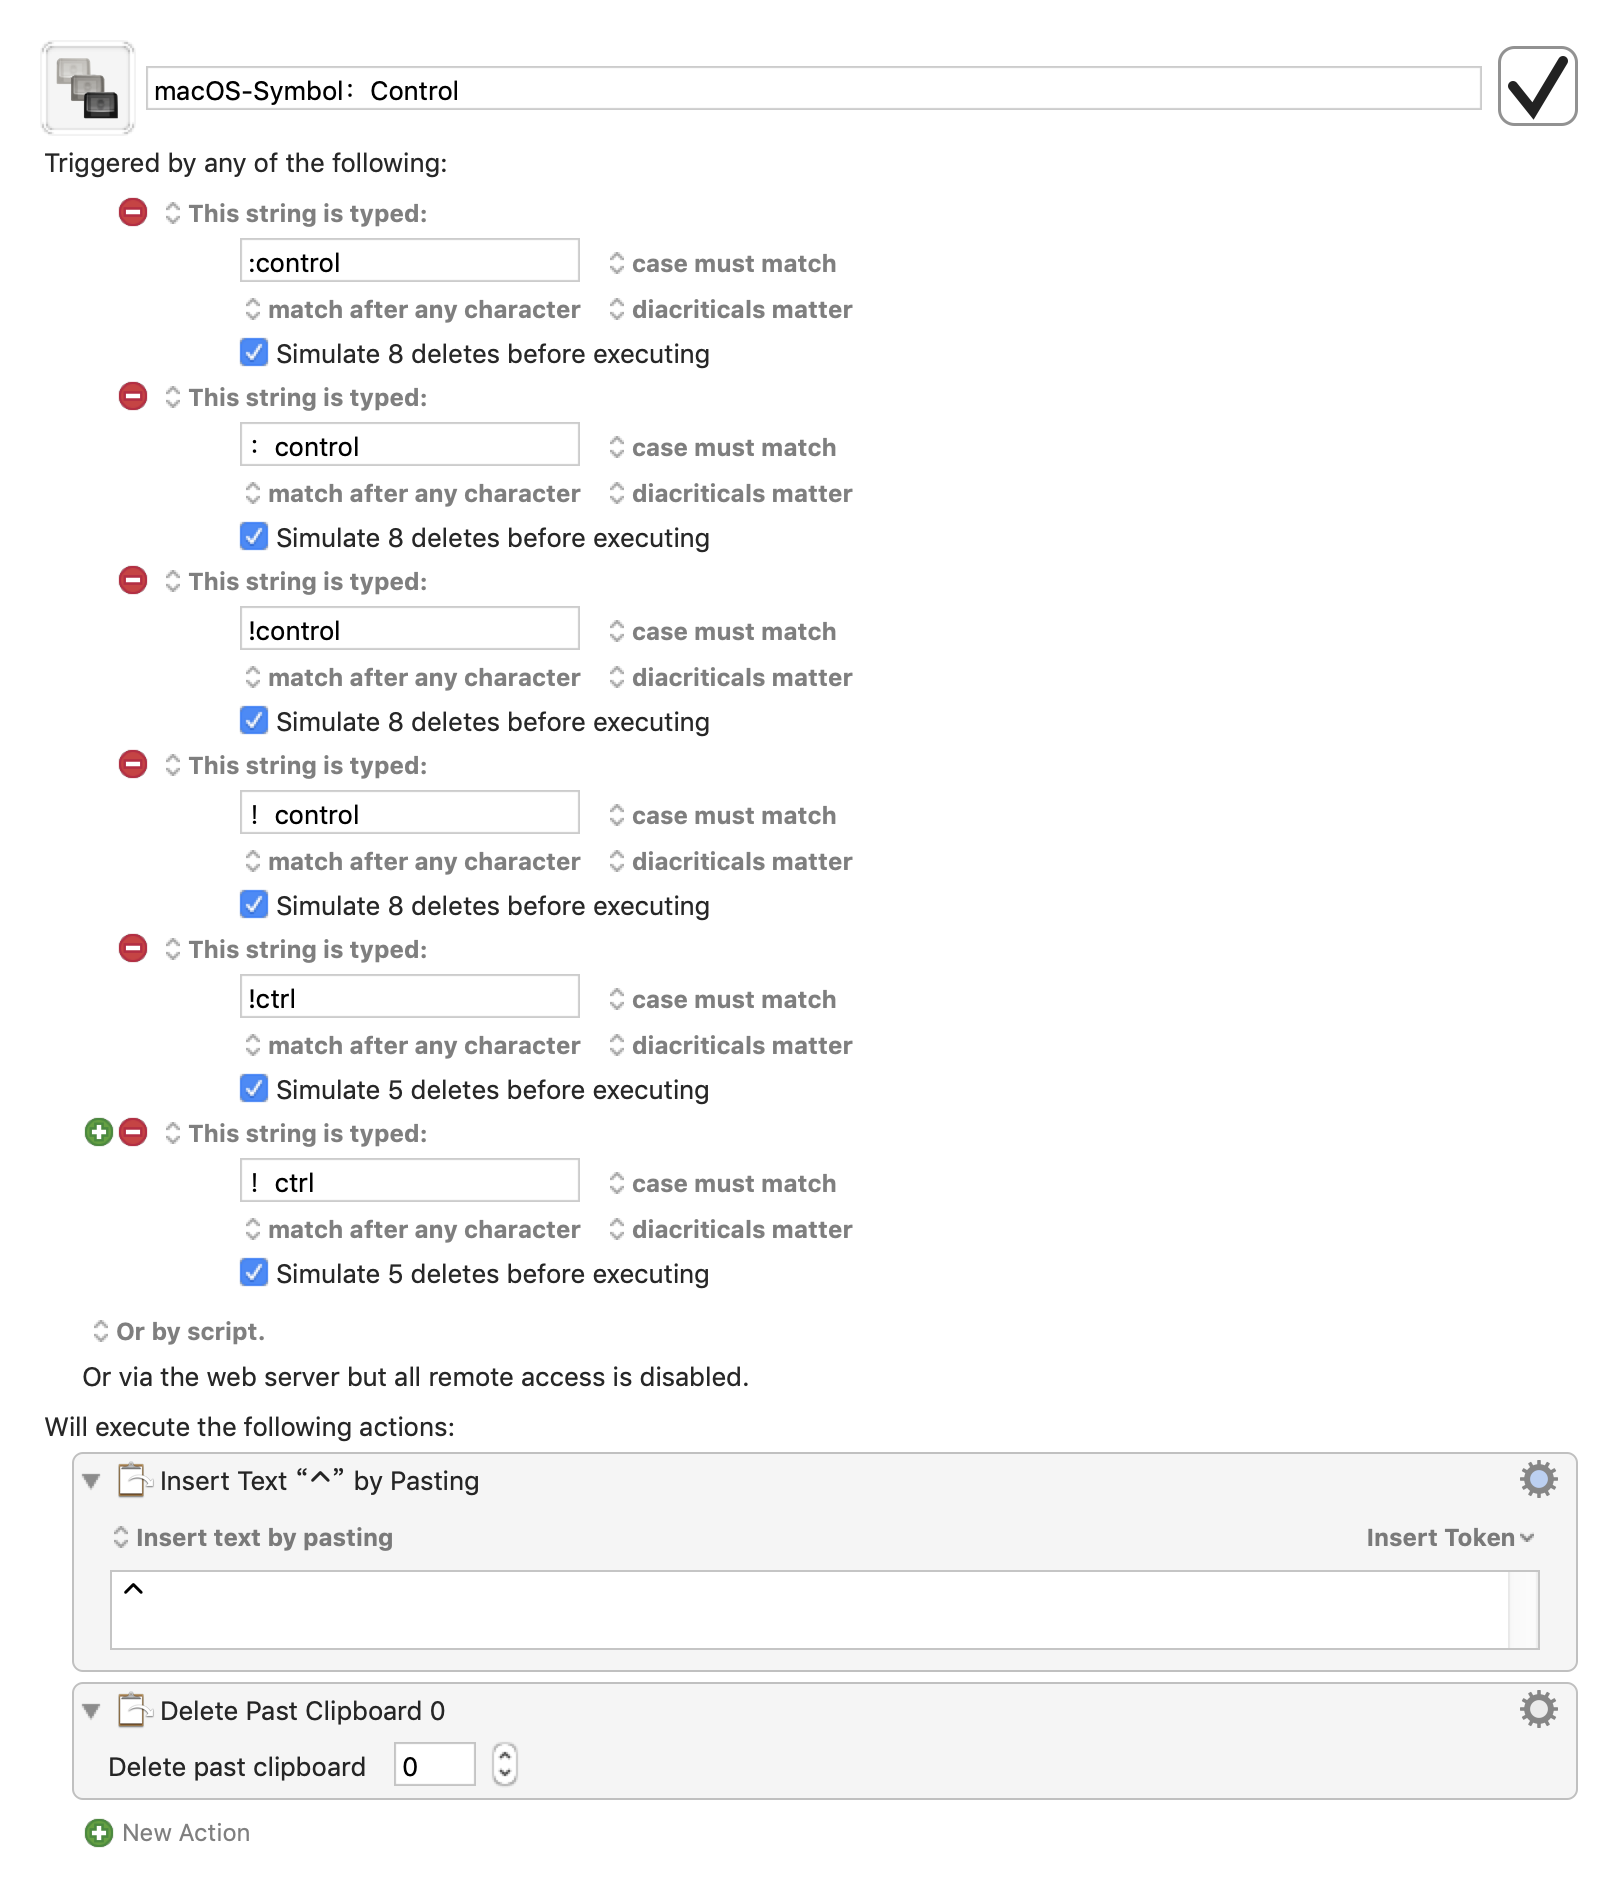 macOS-Symbol：Control
Triggered by any of the following:
This string is typed:
:control
case must match
match after any character
diacriticals matter
Simulate 8 deletes before executing
This string is typed:
：control
case must match
match after any character
diacriticals matter
Simulate 8 deletes before executing
This string is typed:
!control
case must match
match after any character
diacriticals matter
Simulate 8 deletes before executing
This string is typed:
！control
case must match
match after any character
diacriticals matter
Simulate 8 deletes before executing
This string is typed:
!ctrl
case must match
match after any character
diacriticals matter
Simulate 5 deletes before executing
This string is typed:
！ctrl
case must match
match after any character
diacriticals matter
Simulate 5 deletes before executing
Or by script.
Or via the web server but all remote access is disabled.
Will execute the following actions:
Insert Text “⌃” by Pasting
Insert text by pasting
Insert Token
⌃
Delete Past Clipboard 0
Delete past clipboard 0
New Action